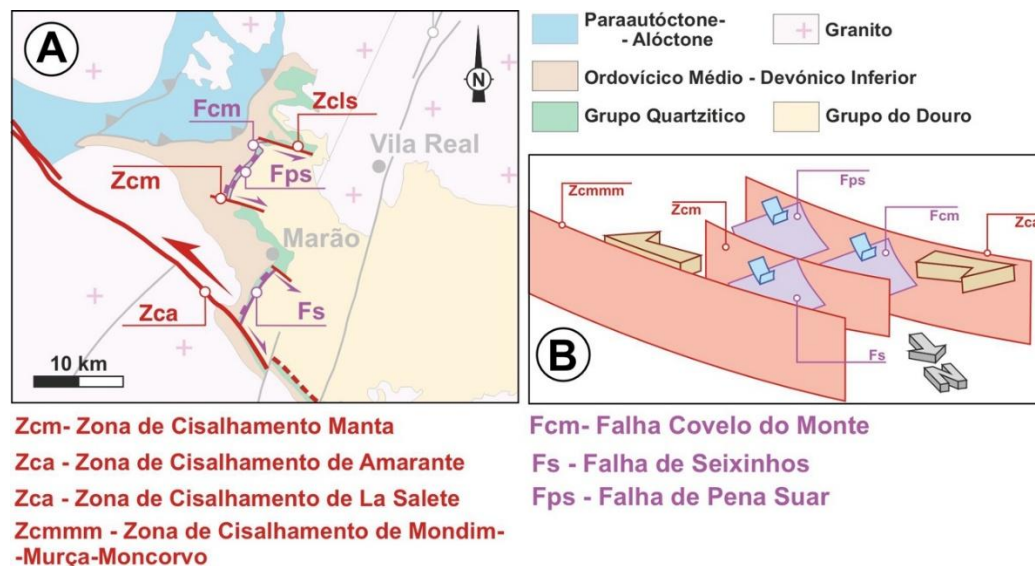 A
N
Fcm
Zcls
Vila Real
Zcm
Fps
Marão
Zca
Fs
10 km
Paraautóctone-
- Alóctone
Granito
Ordovícico Médio - Devónico Inferior
Grupo Quartzitico
Grupo do Douro
Zcmmm
Zcm
Fps
Fcm
Zca
B
Fs
N
Zcm- Zona de Cisalhamento Manta
Zca - Zona de Cisalhamento de Amarante
Zca - Zona de Cisalhamento de La Salete
Zcmmm - Zona de Cisalhamento de Mondim-
-Murça-Moncorvo
Fcm- Falha Covelo do Monte
Fs - Falha de Seixinhos
Fps - Falha de Pena Suar